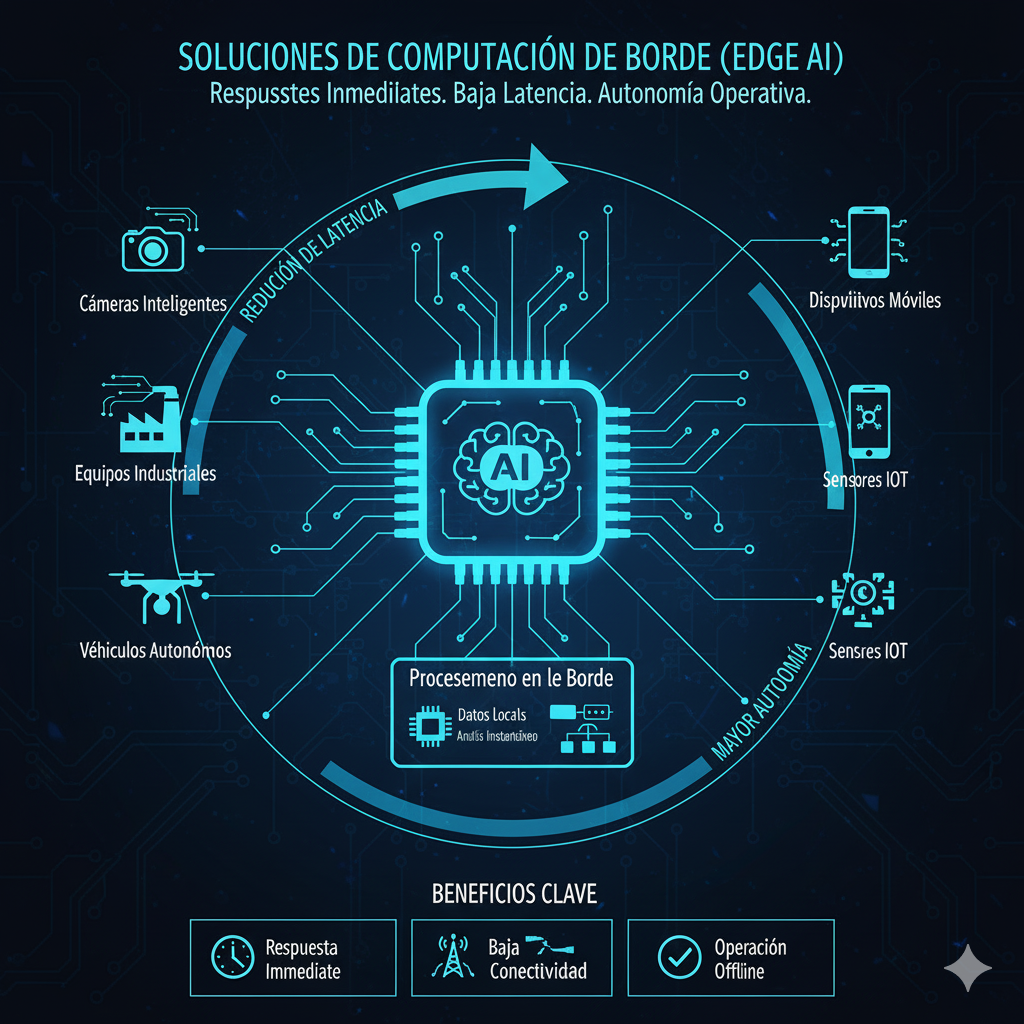 SOLUCIONES DE COMPUTACIÓN DE BORDE (EDGE AI)
Respusstes Inmedilates. Baja Latencia. Autonomía Operativa.
REDUCIÓN DE LATENCIA
Cámeras Inteligentes
Dispviitivos Móviles
Equipos Industriales
AI
Sensores IOT
Véhiculos Autonómos
Sensres IOT
MAYOR AUTOOMÍA
Procesemeno en le Borde
Datos Locals
BENEFICIOS CLAVE
Respuesta
Immediate
Baja
Conectividad
Operación
Offline